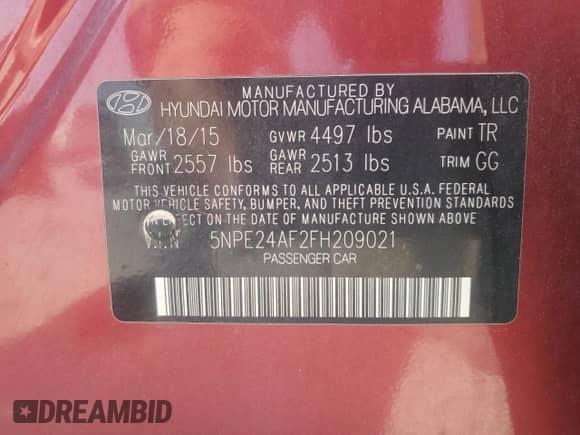 MANUFACTURED BY
HYUNDAI MOTOR MANUFACTURING ALABAMA, LLC
Mar/18/15 GVWR 4497 lbs PAINT TR
GAWR FRONT 2557 lbs GAWR REAR 2513 lbs TRIM GG
THIS VEHICLE CONFORMS TO ALL APPLICABLE U.S.A. FEDERAL
MOTOR VEHICLE SAFETY, BUMPER, AND THEFT PREVENTION STANDARDS
IN EFFECT ON THE DATE OF MANUFACTURE SHOWN ABOVE
V.I.N 5NPE24AF2FH209021
PASSENGER CAR
DREAMBID